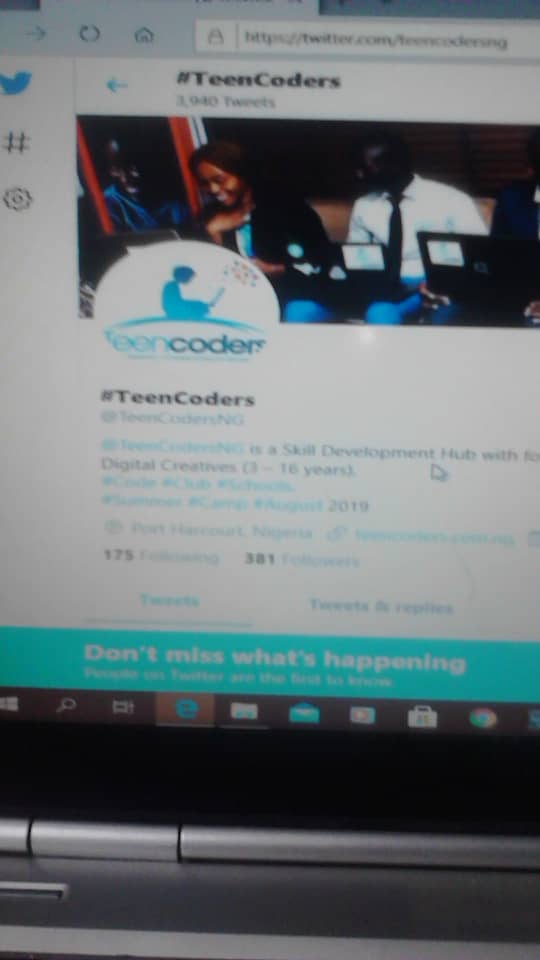 https://twitter.com/teencodersng
#TeenCoders
3,940 Tweets
#
Teencoders
#TeenCoders
@TeenCodersNG
@TeenCodersNG is a Skill Development Hub with fo
Digital Creatives (3 – 16 years).
#Code #Club #Schools.
#Summer #Camp #August 2019
Port Harcourt, Nigeria teencoders.com.ng
175 Following 381 Followers
Tweets Tweets & replies
Don't miss what's happening
People on Twitter are the first to know.